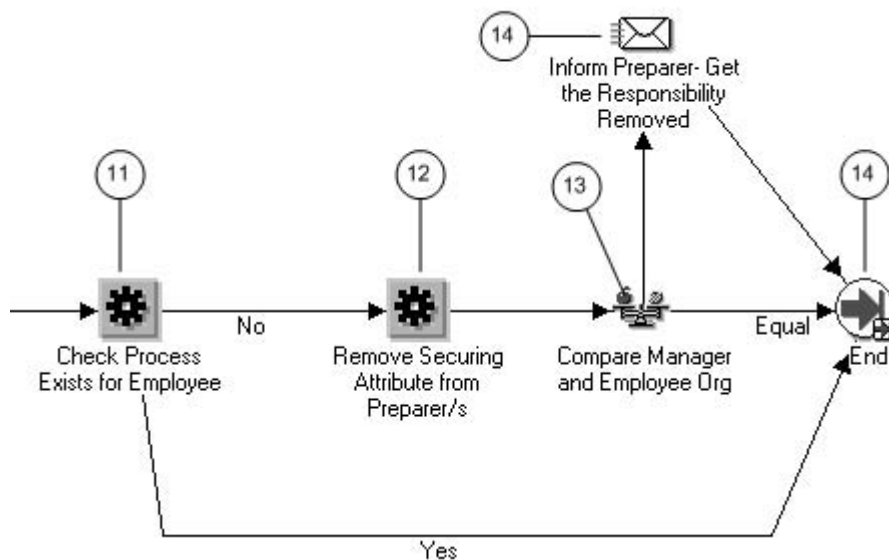 14
Inform Preparer- Get
the Responsibility
Removed
11
12
13
14
No
Equal
Check Process
Exists for Employee
Remove Securing
Attribute from
Preparer/s
Compare Manager
and Employee Org
End
Yes